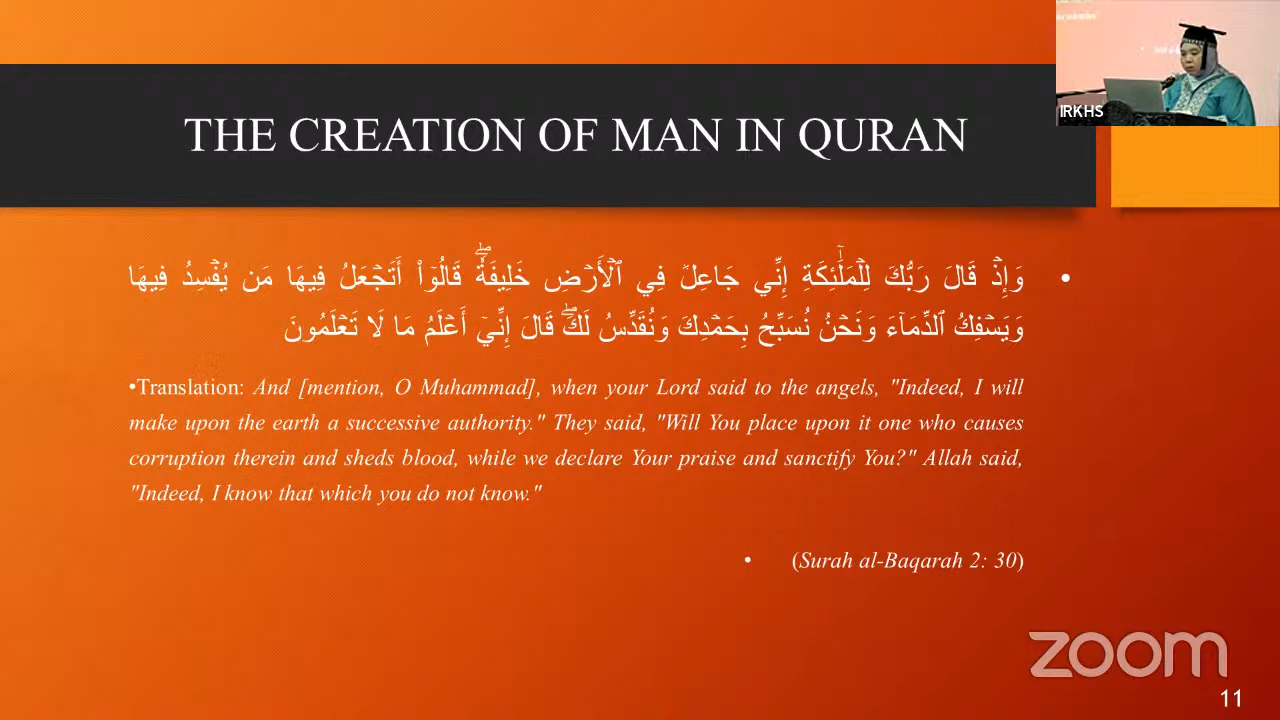 THE CREATION OF MAN IN QURAN
IRKHS
• وَإِذۡ قَالَ رَبُّكَ لِلۡمَلَٰٓئِكَةِ إِنِّي جَاعِلٞ فِي ٱلۡأَرۡضِ خَلِيفَةٗۖ قَالُوٓاْ أَتَجۡعَلُ فِيهَا مَن يُفۡسِدُ فِيهَا
وَيَسۡفِكُ ٱلدِّمَآءَ وَنَحۡنُ نُسَبِّحُ بِحَمۡدِكَ وَنُقَدِّسُ لَكَۖ قَالَ إِنِّيٓ أَعۡلَمُ مَا لَا تَعۡلَمُونَ
•Translation: And [mention, O Muhammad], when your Lord said to the angels, "Indeed, I will
make upon the earth a successive authority." They said, "Will You place upon it one who causes
corruption therein and sheds blood, while we declare Your praise and sanctify You?" Allah said,
"Indeed, I know that which you do not know."
• (Surah al-Baqarah 2: 30)
zoom
11